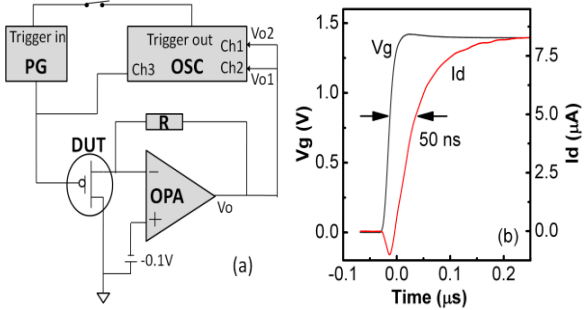 Trigger in
PG
Trigger out
Ch1
OSC
Ch3
Ch2
Vo2
Vo1
R
DUT
OPA
−
+
Vo
-0.1V
(a)
Vg (V)
1.5
1.0
0.5
0.0
Vg
Id
50 ns
(b)
7.5
5.0
2.5
0.0
Id (μA)
-0.1
0.0
0.1
0.2
Time (μs)